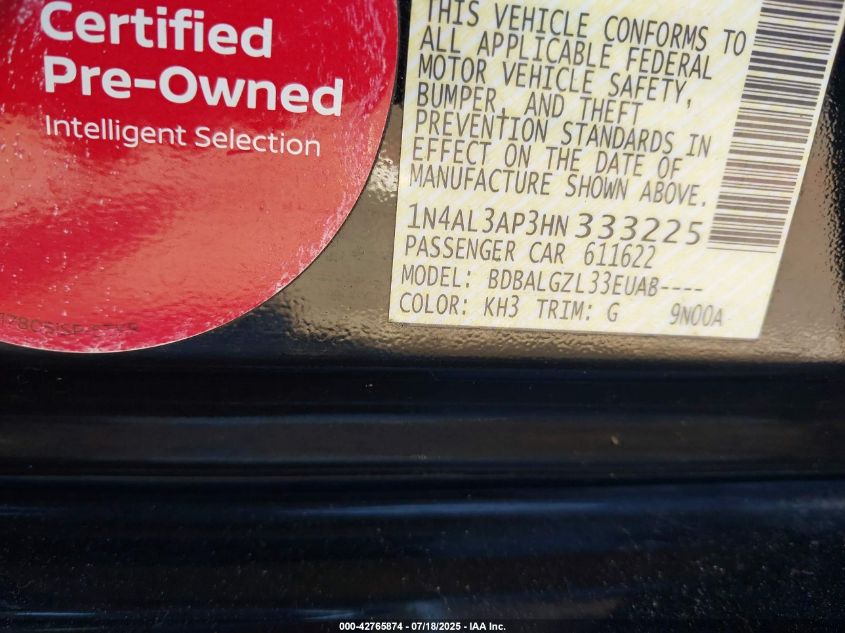 Certified
Pre-Owned
Intelligent Selection
THIS VEHICLE CONFORMS TO
ALL APPLICABLE FEDERAL
MOTOR VEHICLE SAFETY,
BUMPER, AND THEFT
PREVENTION STANDARDS IN
EFFECT ON THE DATE OF
MANUFACTURE SHOWN ABOVE.
1N4AL3AP3HN333225
PASSENGER CAR 611622
MODEL: BDBALGZL33EUAB----
COLOR: KH3 TRIM: G 9N00A
000-42765874 - 07/18/2025 - IAA Inc.